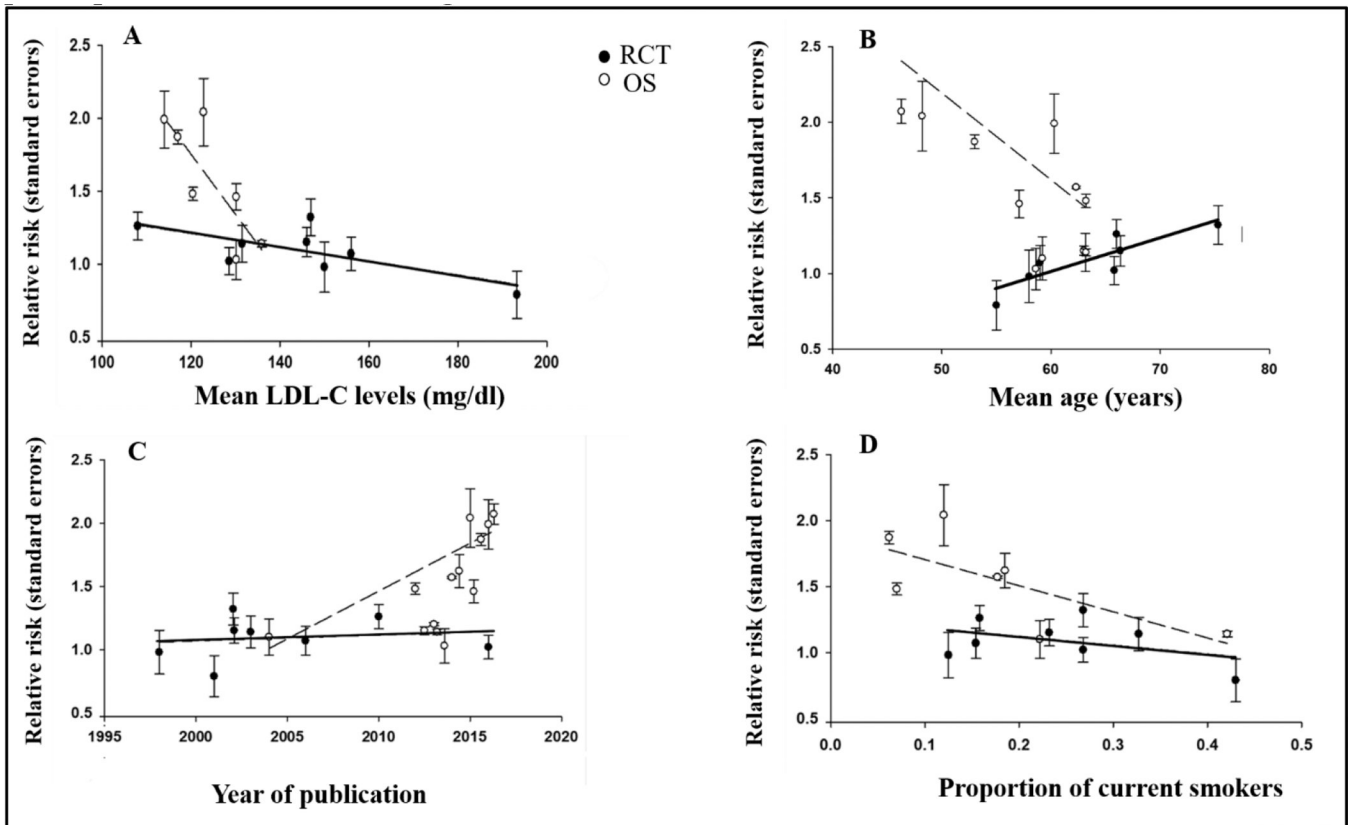 A
B
Relative risk (standard errors)
2.5
2.0
1.5
1.0
0.5
100 120 140 160 180 200
Mean LDL-C levels (mg/dl)
RCT
OS
Relative risk (standard errors)
2.5
2.0
1.5
1.0
0.5
40 50 60 70 80
Mean age (years)
C
D
Relative risk (standard errors)
2.5
2.0
1.5
1.0
0.5
1995 2000 2005 2010 2015 2020
Year of publication
Relative risk (standard errors)
2.5
2.0
1.5
1.0
0.5
0.0 0.1 0.2 0.3 0.4 0.5
Proportion of current smokers